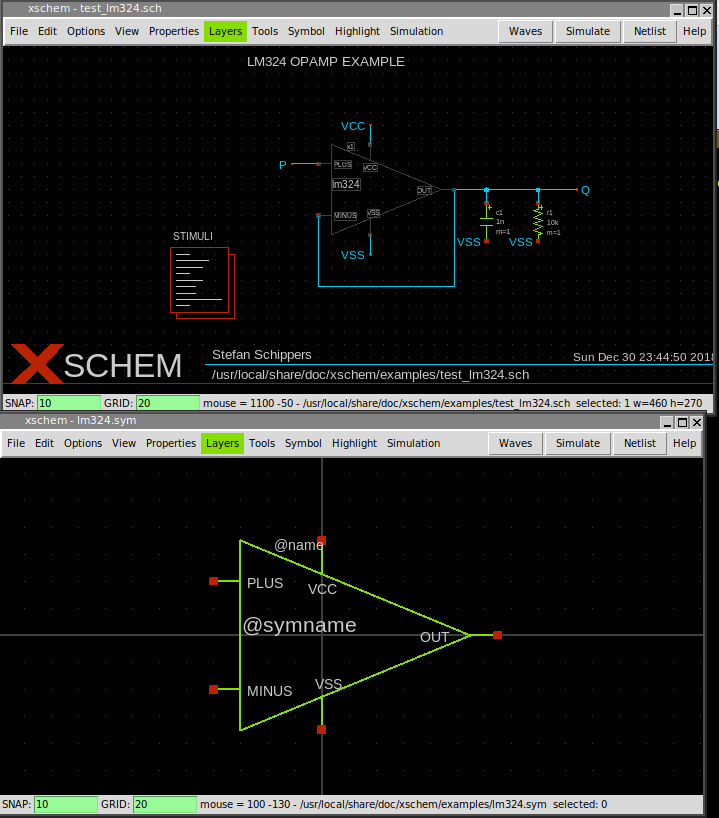 xschem - test_lm324.sch
File Edit Options View Properties Layers Tools Symbol Highlight Simulation Waves Simulate Netlist Help
LM324 OPAMP EXAMPLE
VCC
x1
P PLUS VCC
lm324 OUT Q
MINUS VSS
c1 r1
1n 10k
m=1 m=1
STIMULI
VSS VSS
VSS
XSCHEM
Stefan Schippers Sun Dec 30 23:44:50 2018
/usr/local/share/doc/xschem/examples/test_lm324.sch
SNAP: 10 GRID: 20 mouse = 1100 -50 - /usr/local/share/doc/xschem/examples/test_lm324.sch selected: 1 w=460 h=270
xschem - lm324.sym
File Edit Options View Properties Layers Tools Symbol Highlight Simulation Waves Simulate Netlist Help
@name
PLUS VCC
@symname
OUT
MINUS VSS
SNAP: 10 GRID: 20 mouse = 100 -130 - /usr/local/share/doc/xschem/examples/lm324.sym selected: 0